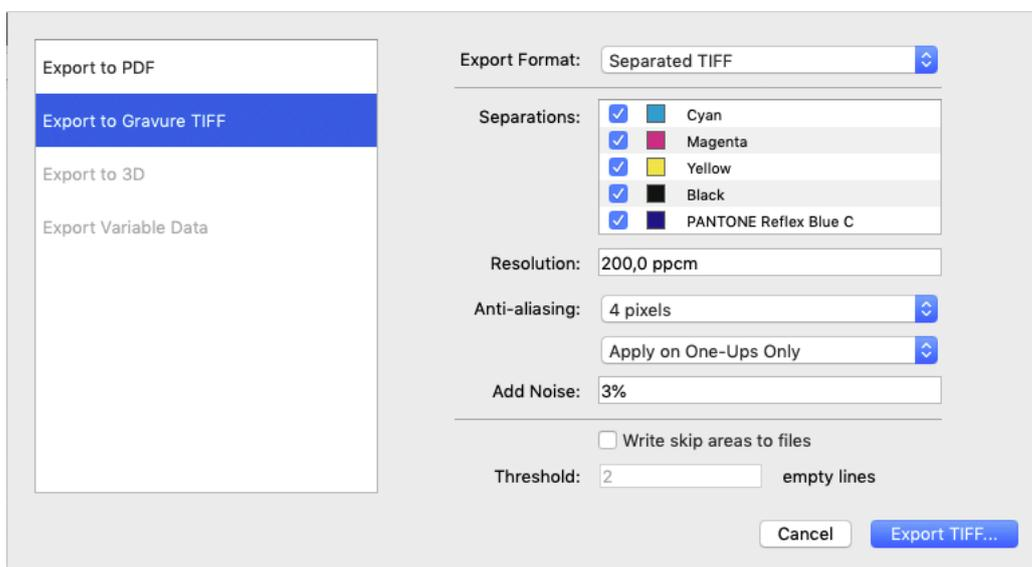 Export to PDF
Export to Gravure TIFF
Export to 3D
Export Variable Data
Export Format: Separated TIFF
Separations:
Cyan
Magenta
Yellow
Black
PANTONE Reflex Blue C
Resolution: 200,0 ppcm
Anti-aliasing: 4 pixels
Apply on One-Ups Only
Add Noise: 3%
Write skip areas to files
Threshold: 2 empty lines
Cancel Export TIFF...